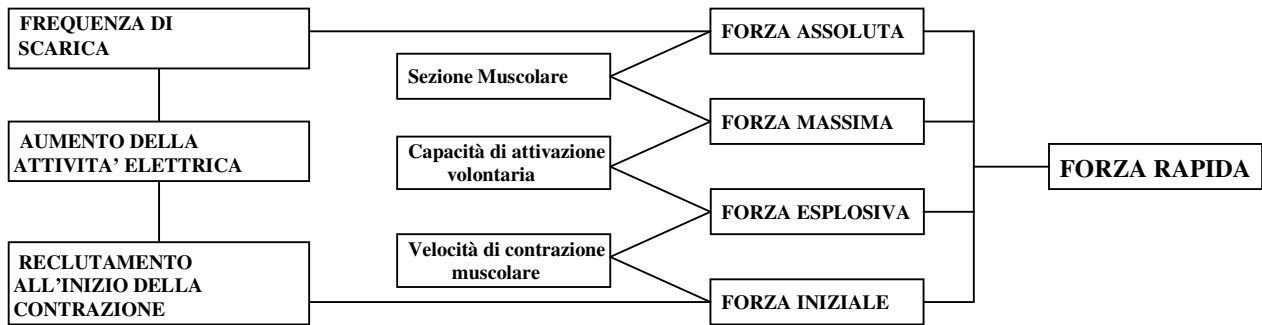 FREQUENZA DI
SCARICA
AUMENTO DELLA
ATTIVITA' ELETTRICA
RECLUTAMENTO
ALL'INIZIO DELLA
CONTRAZIONE
Sezione Muscolare
Capacità di attivazione
volontaria
Velocità di contrazione
muscolare
FORZA ASSOLUTA
FORZA MASSIMA
FORZA ESPLOSIVA
FORZA INIZIALE
FORZA RAPIDA